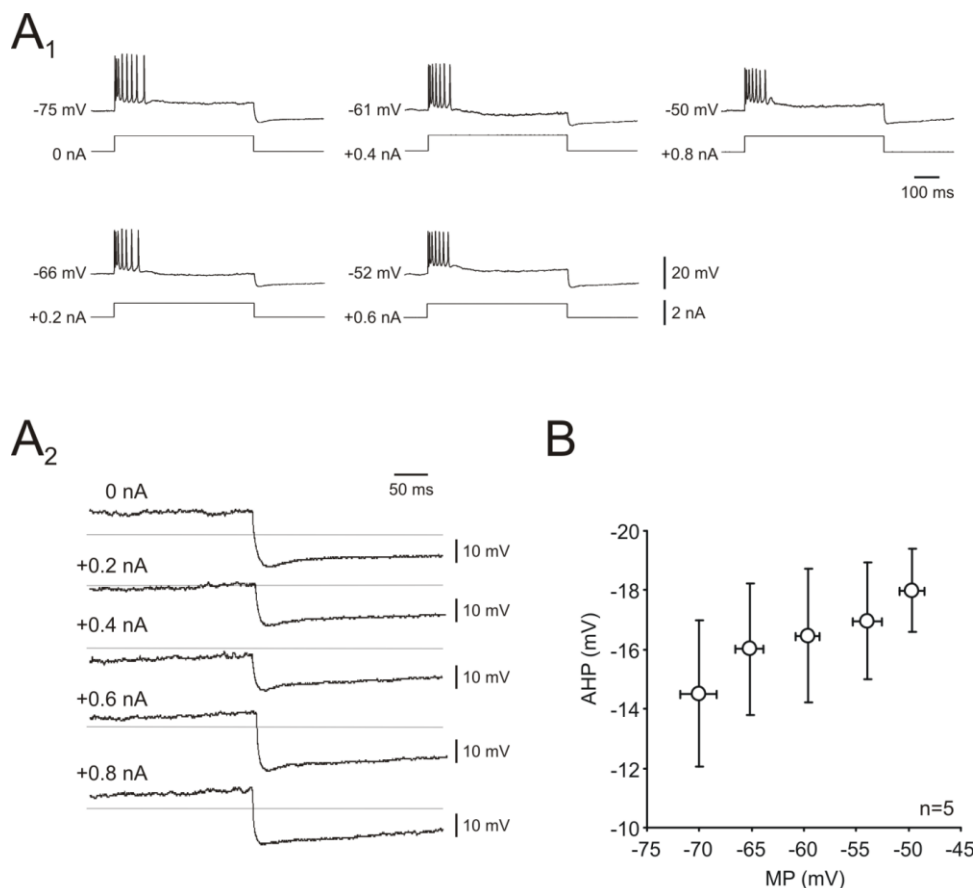 A1
-75 mV
0 nA
-61 mV
+0.4 nA
-50 mV
+0.8 nA
100 ms
-66 mV
+0.2 nA
-52 mV
+0.6 nA
20 mV
2 nA
A2
50 ms
0 nA
10 mV
+0.2 nA
10 mV
+0.4 nA
10 mV
+0.6 nA
10 mV
+0.8 nA
10 mV
B
-20
-18
-16
-14
-12
-10
AHP (mV)
n=5
-75 -70 -65 -60 -55 -50 -45
MP (mV)